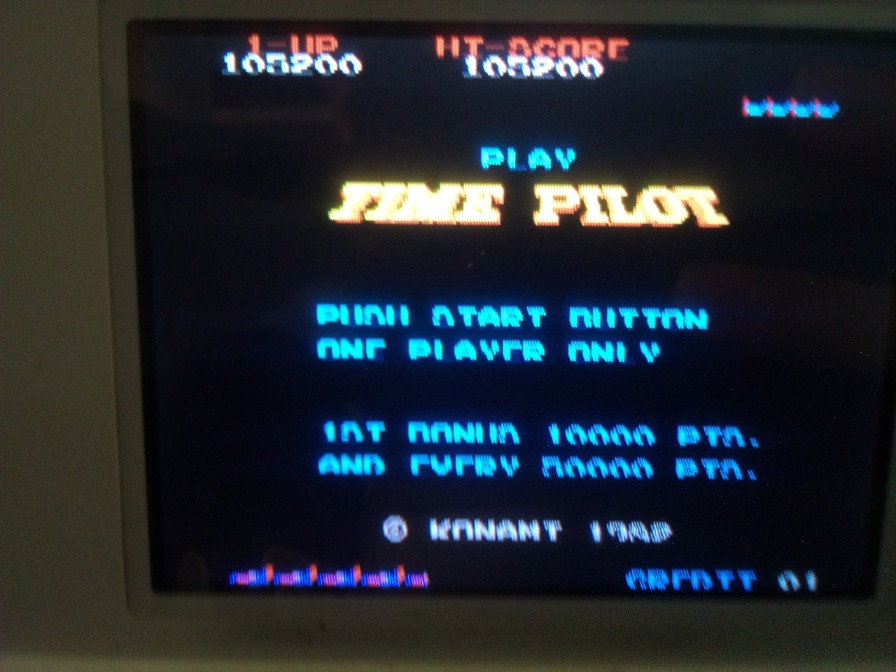 1-UP HI-SCORE
105200 105200
PLAY
TIME PILOT
PUSH START BUTTON
ONE PLAYER ONLY
1ST BONUS 10000 PTS.
AND EVERY 50000 PTS.
© KONAMI 1982
CREDIT 01